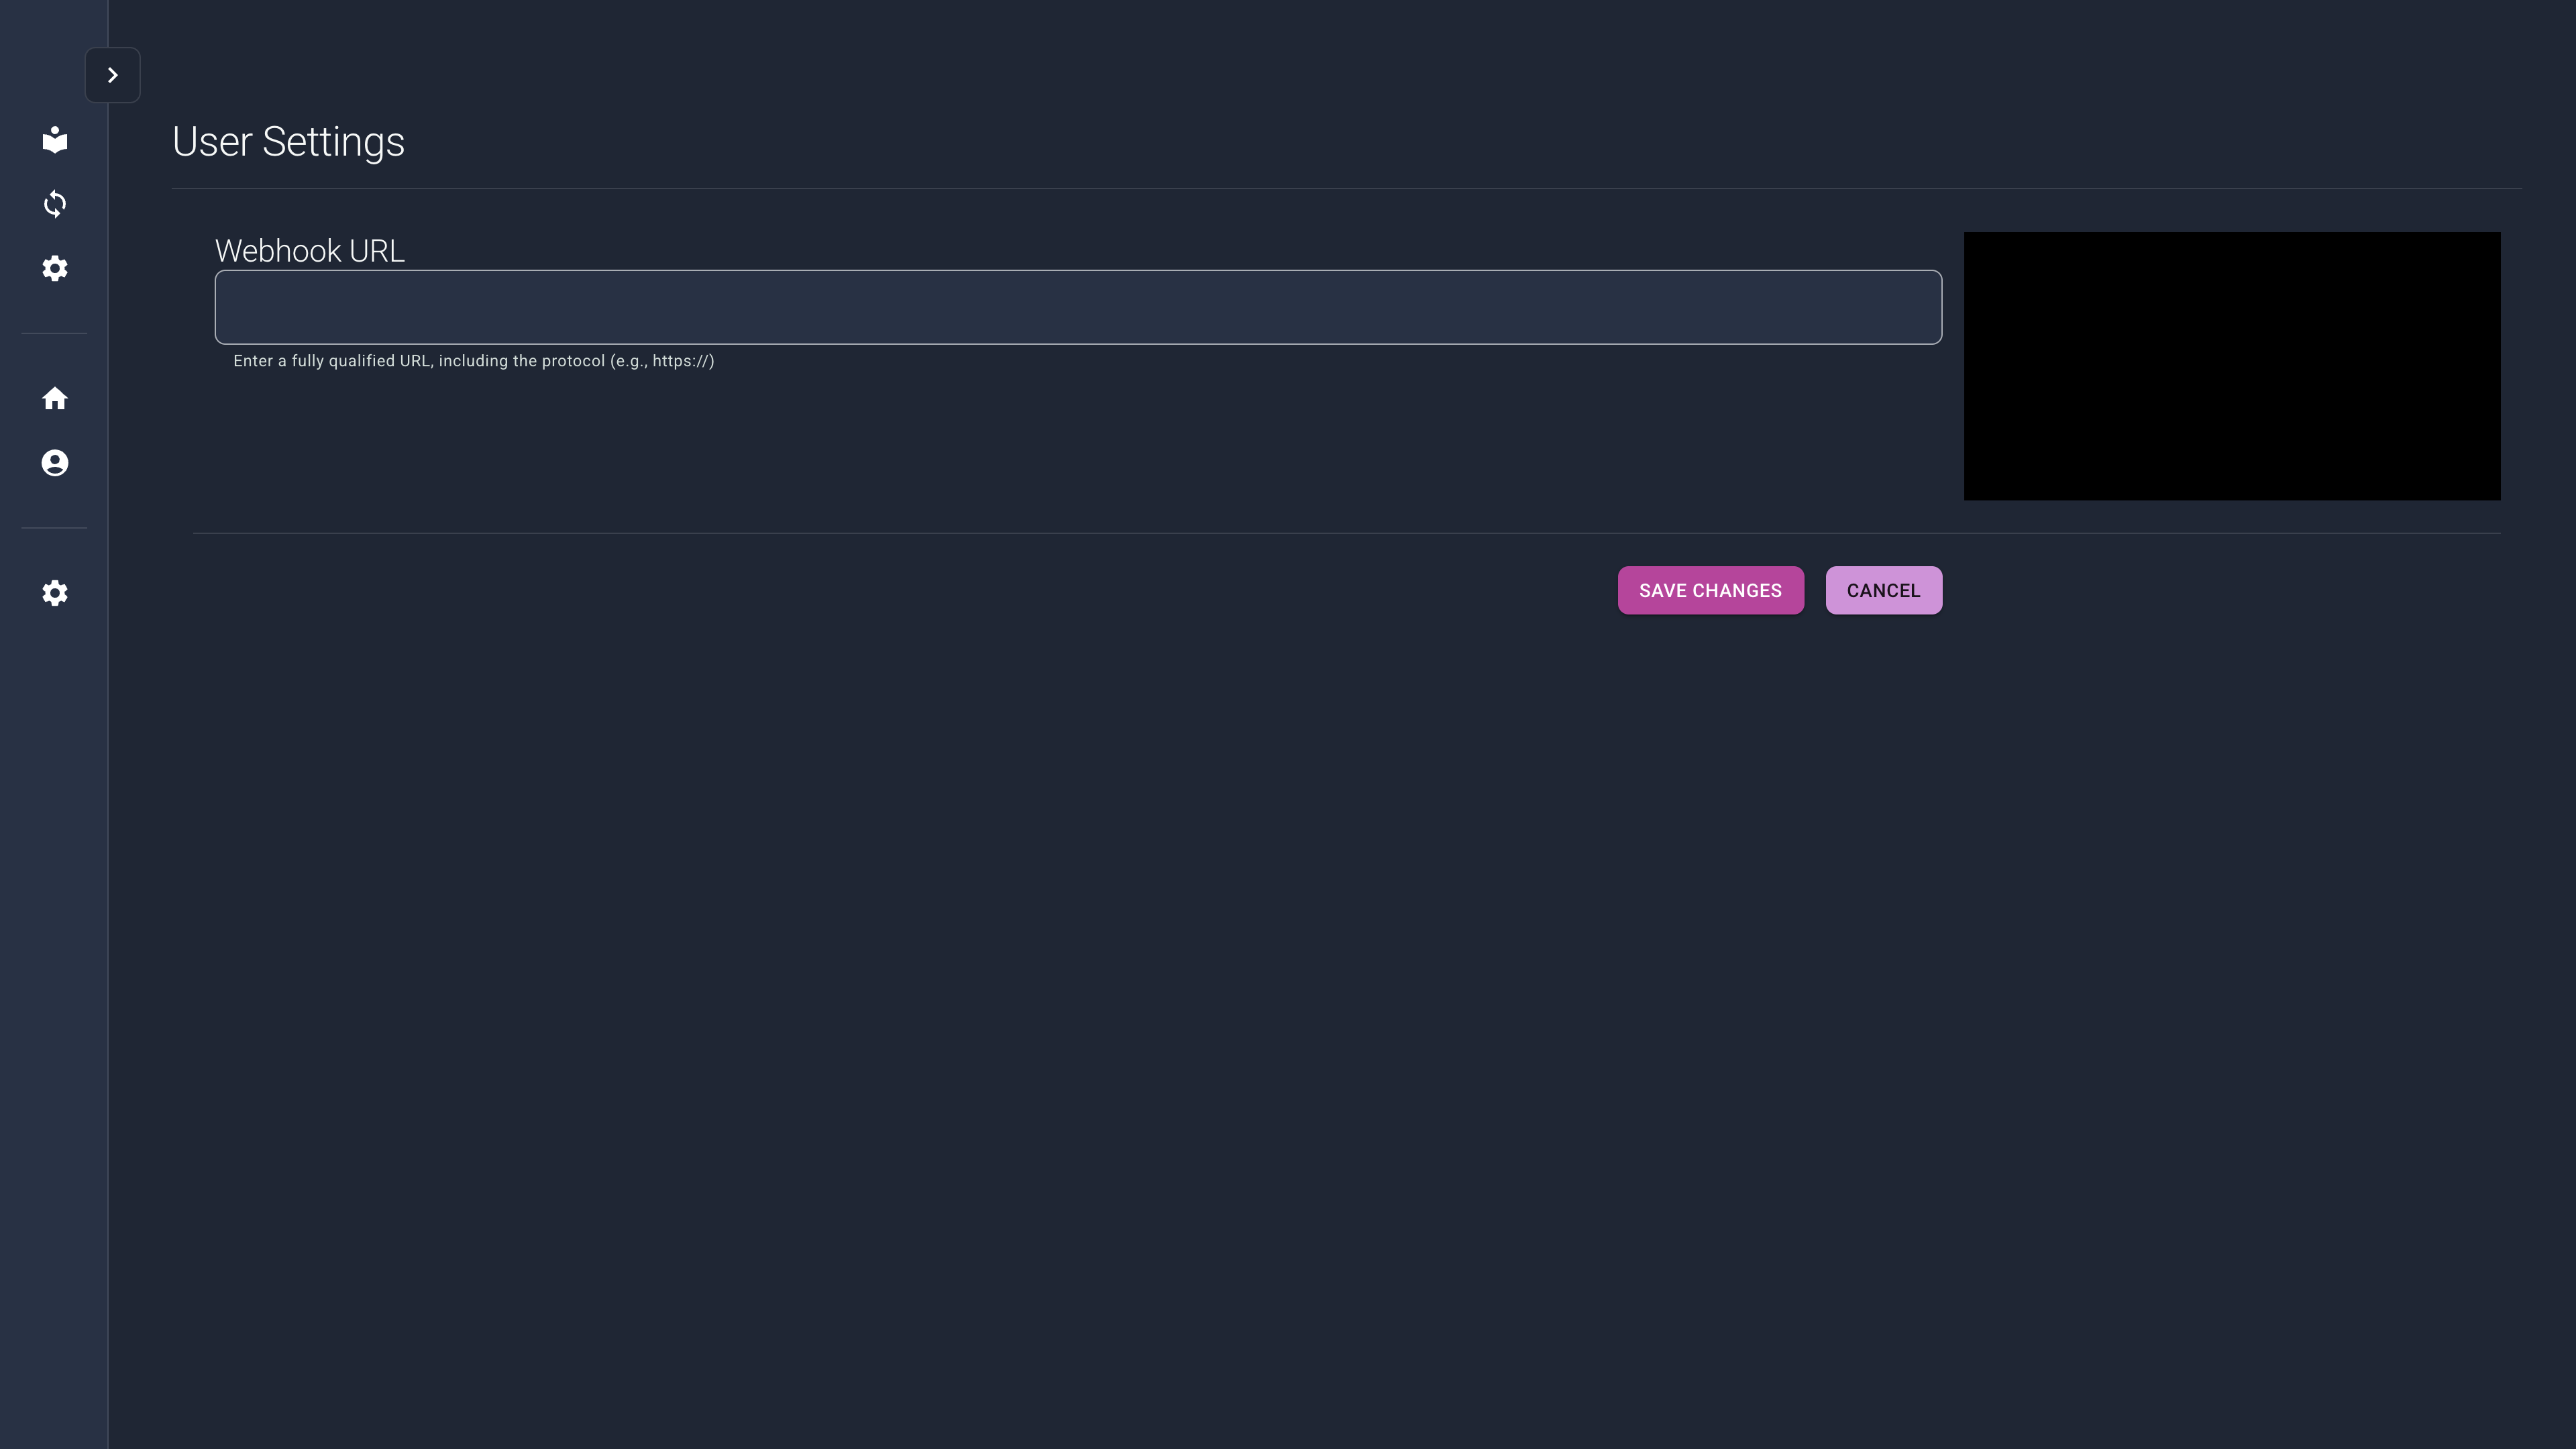 User Settings
Webhook URL
Enter a fully qualified URL, including the protocol (e.g., https://)
SAVE CHANGES
CANCEL